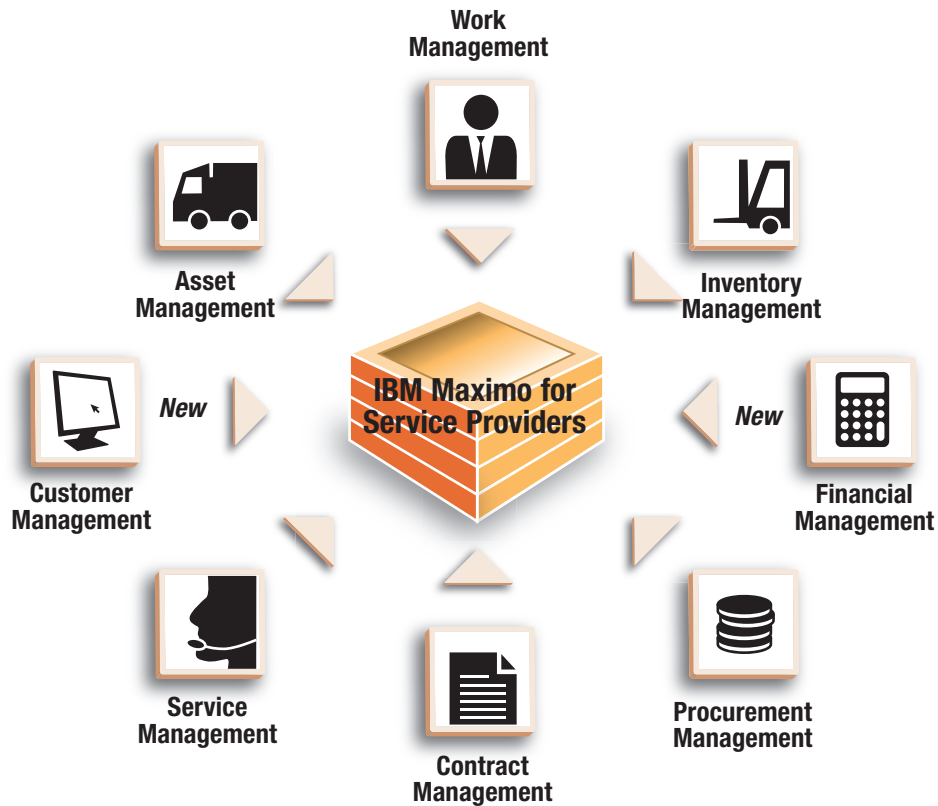 Work
Management
Asset
Management
Inventory
Management
IBM Maximo for
Service Providers
New
New
Customer
Management
Financial
Management
Service
Management
Procurement
Management
Contract
Management